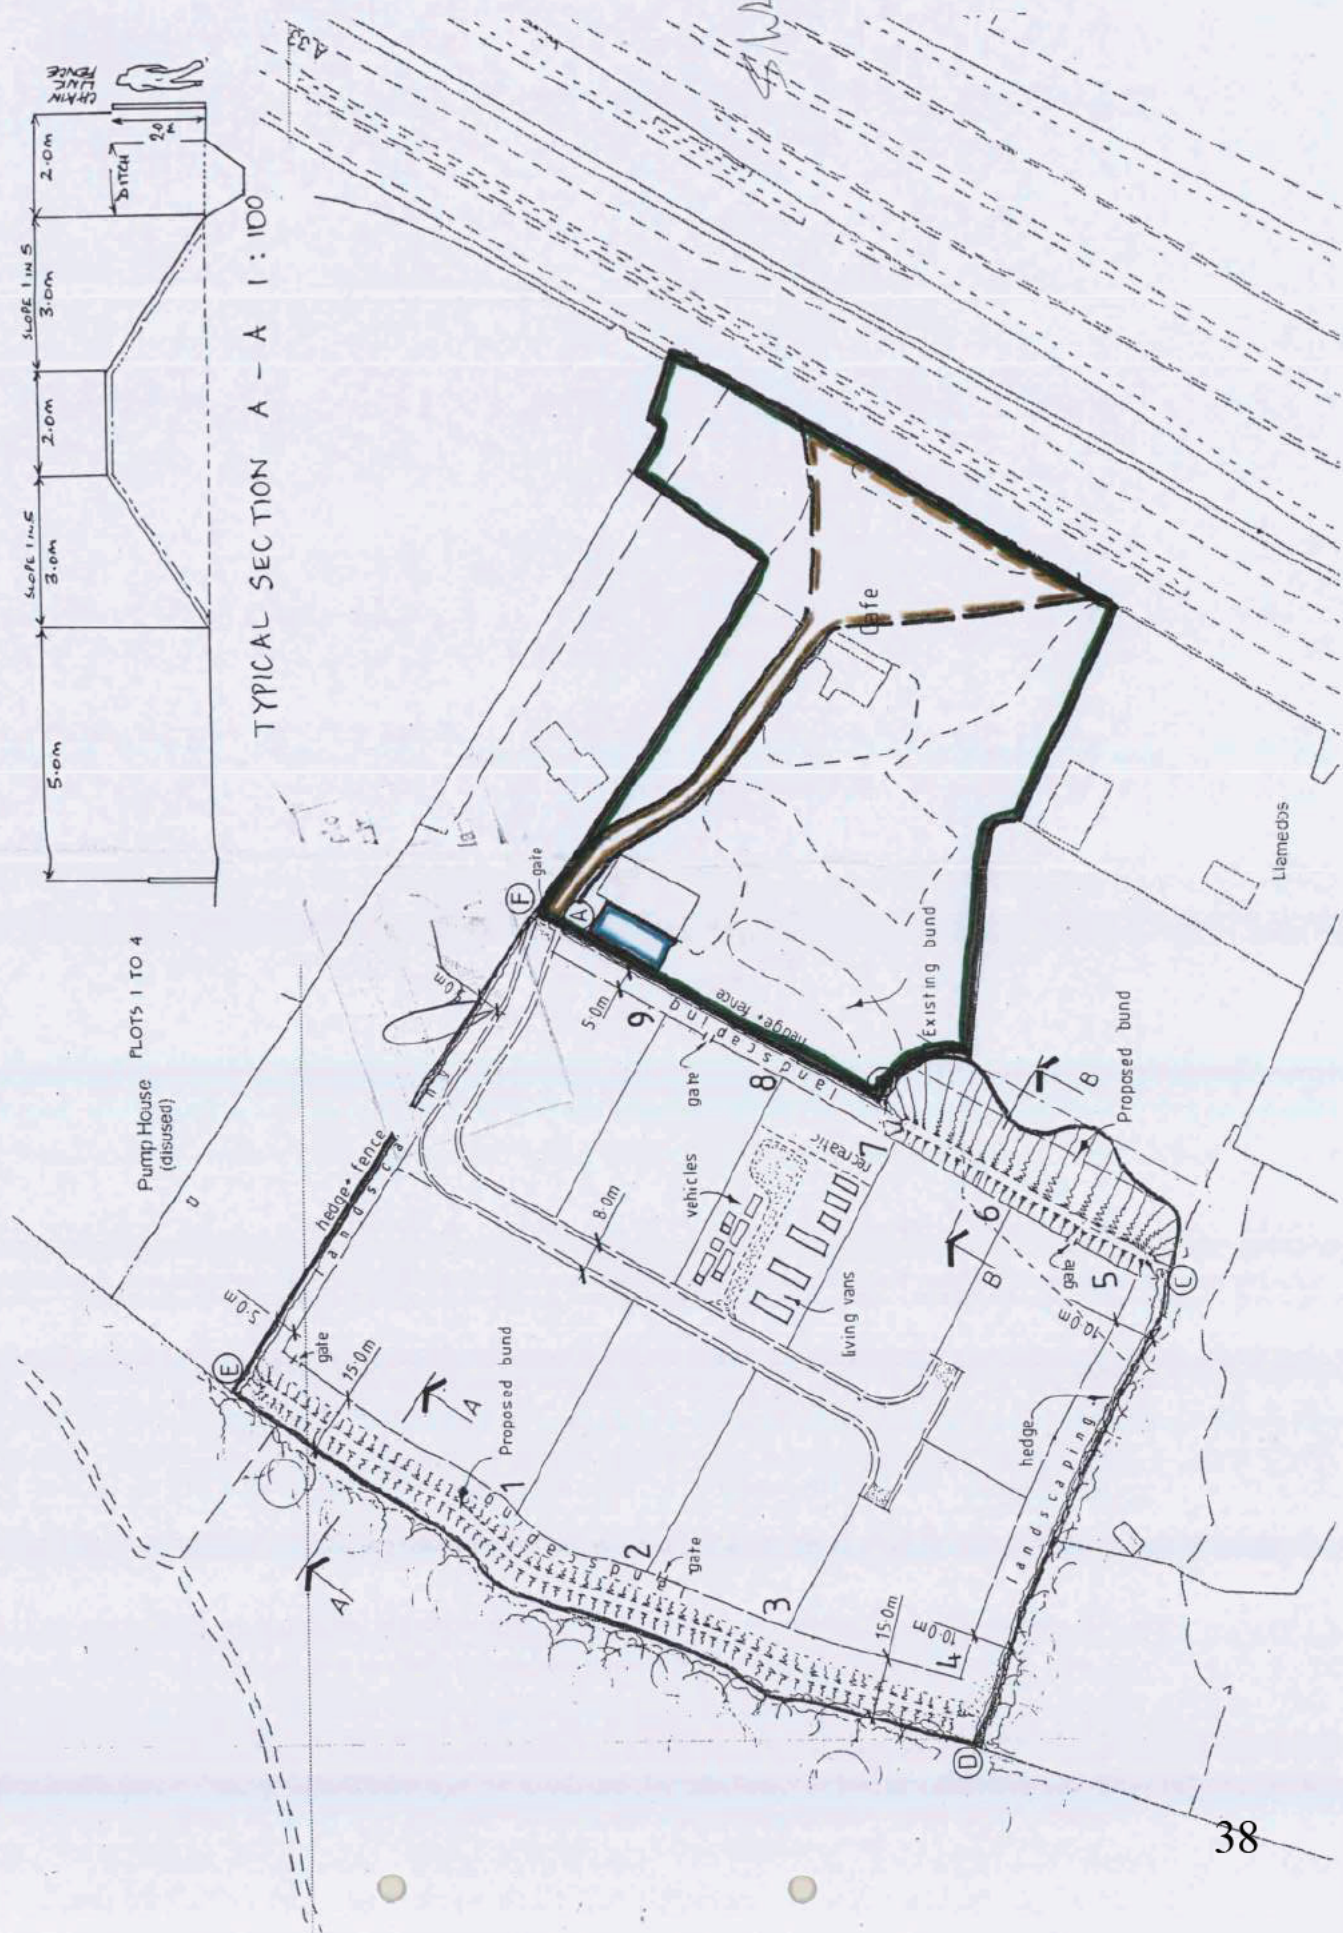 CHAIN
LINK
FENCE
2.0m
DITCH
2.0m
SLOPE 1 IN 5
3.0m
2.0m
SLOPE 1 IN 5
3.0m
5.0m
TYPICAL SECTION A - A 1:100
PLOTS 1 TO 4
Pump House
(disused)
A33
Cafe
F
gate
A
5.0m
9
landscaping
hedge + fence
gate
8
Existing bund
Llamedos
hedge + fence
5.0m
E
gate
15.0m
A
A
Proposed bund
1
8.0m
vehicles
living vans
7
6
B
B
Proposed bund
gate
5
10.0m
C
hedge
landscaping
2
gate
3
15.0m
10.0m
4
D
38